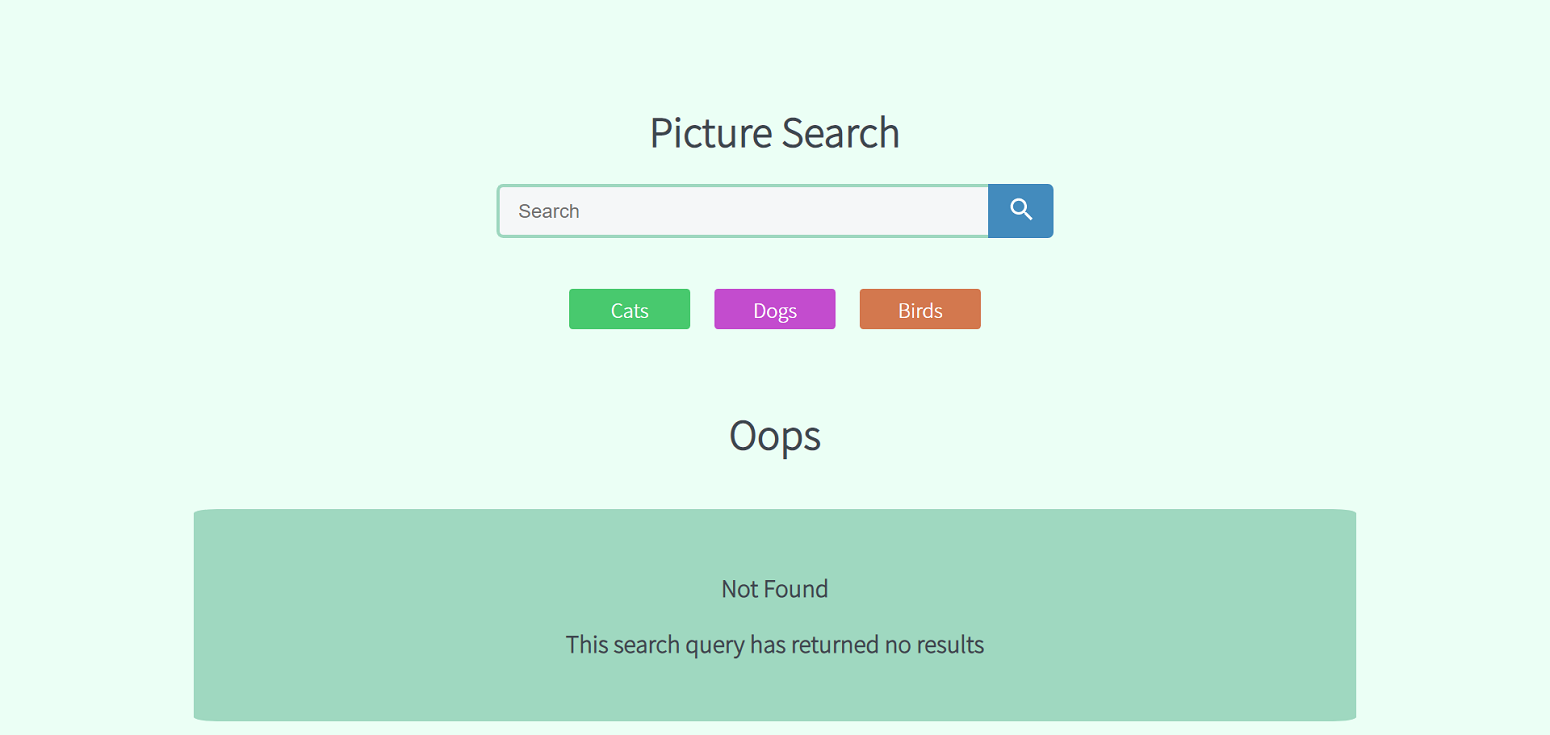 Picture Search
Search
Cats Dogs Birds
Oops
Not Found
This search query has returned no results